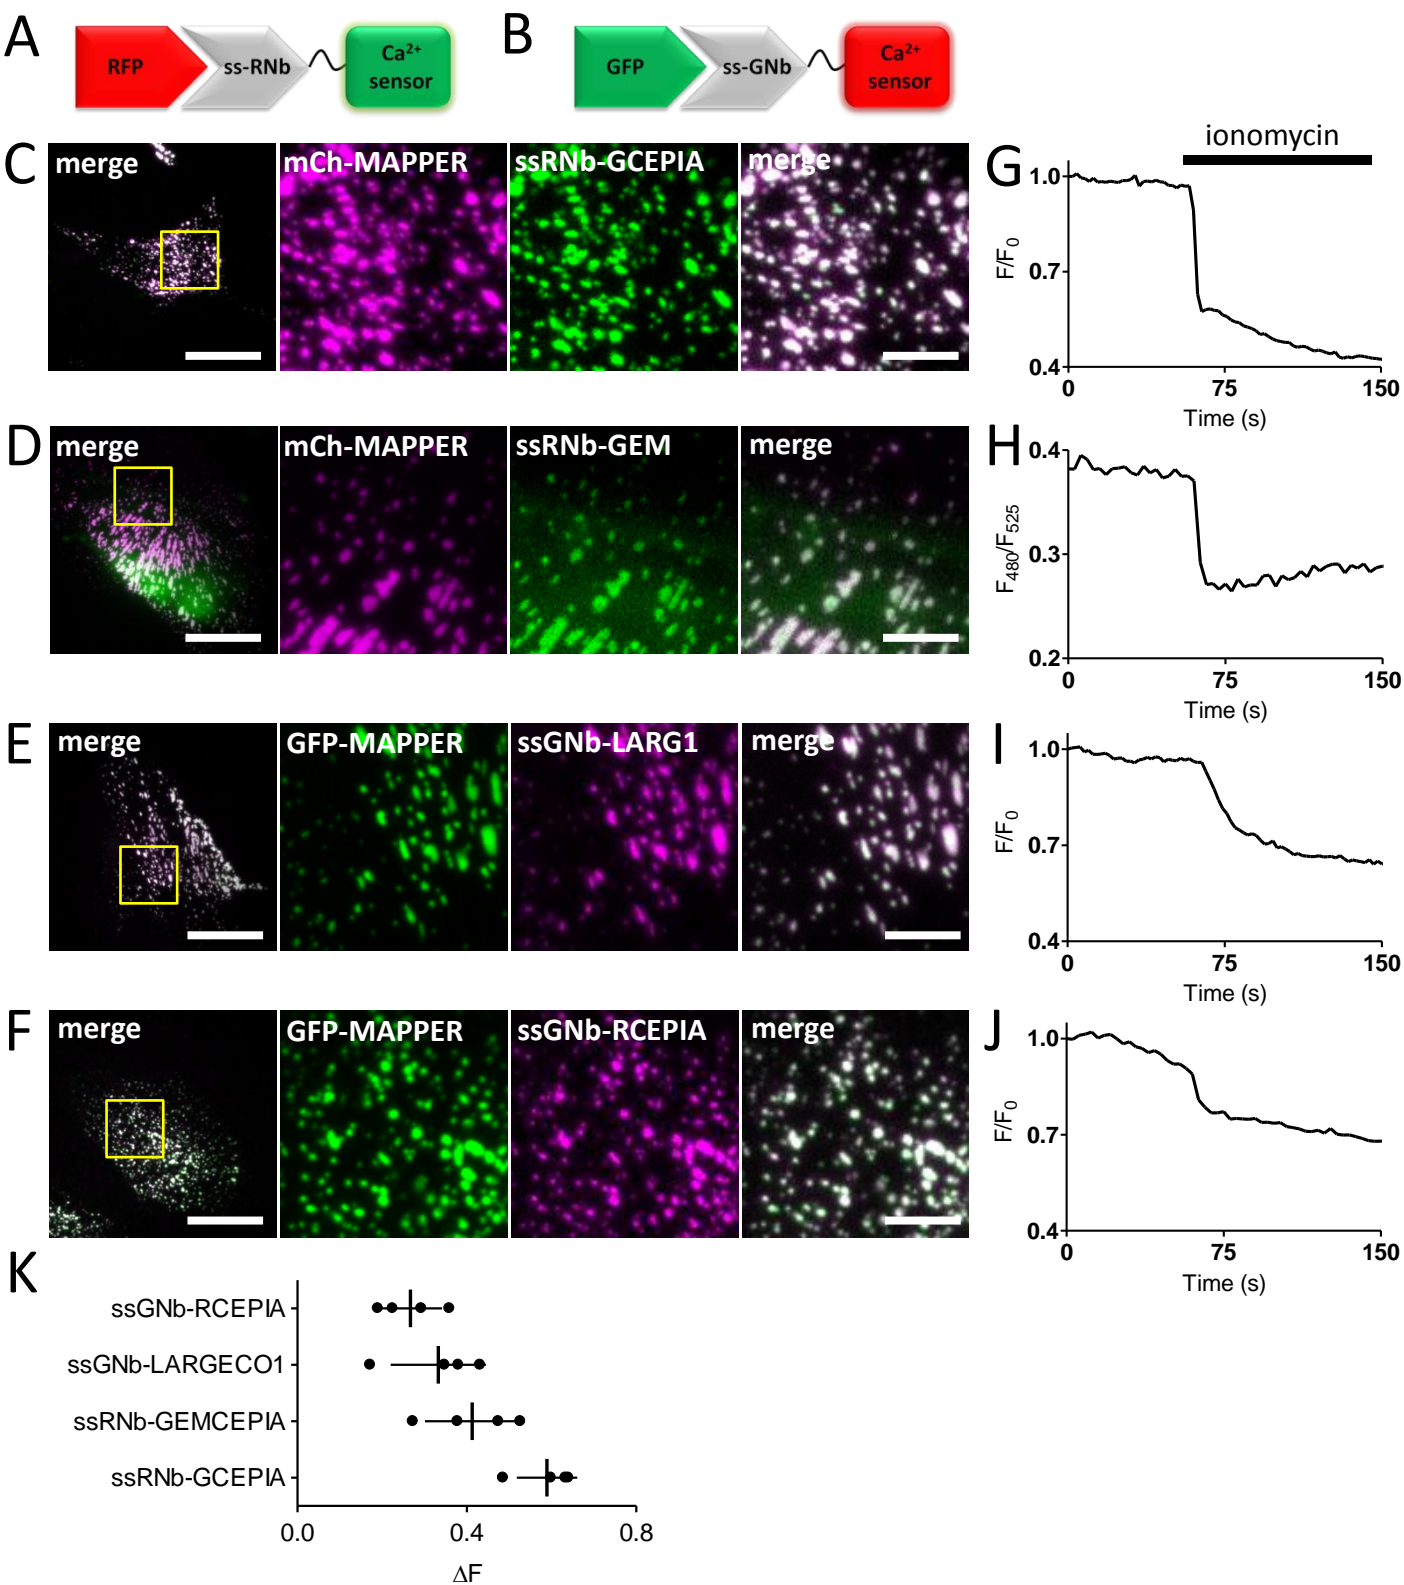 A
RFP
ss-RNb
Ca²⁺
sensor
B
GFP
ss-GNb
Ca²⁺
sensor
C
merge
mCh-MAPPER
ssRNb-GCEPIA
merge
G
ionomycin
1.0
0.7
0.4
F/F₀
0
75
150
Time (s)
D
merge
mCh-MAPPER
ssRNb-GEM
merge
H
0.4
0.3
0.2
F₄₈₀/F₅₂₅
0
75
150
Time (s)
E
merge
GFP-MAPPER
ssGNb-LARG1
merge
I
1.0
0.7
0.4
F/F₀
0
75
150
Time (s)
F
merge
GFP-MAPPER
ssGNb-RCEPIA
merge
J
1.0
0.7
0.4
F/F₀
0
75
150
Time (s)
K
ssGNb-RCEPIA
ssGNb-LARGECO1
ssRNb-GEMCEPIA
ssRNb-GCEPIA
0.0
0.4
0.8
ΔF